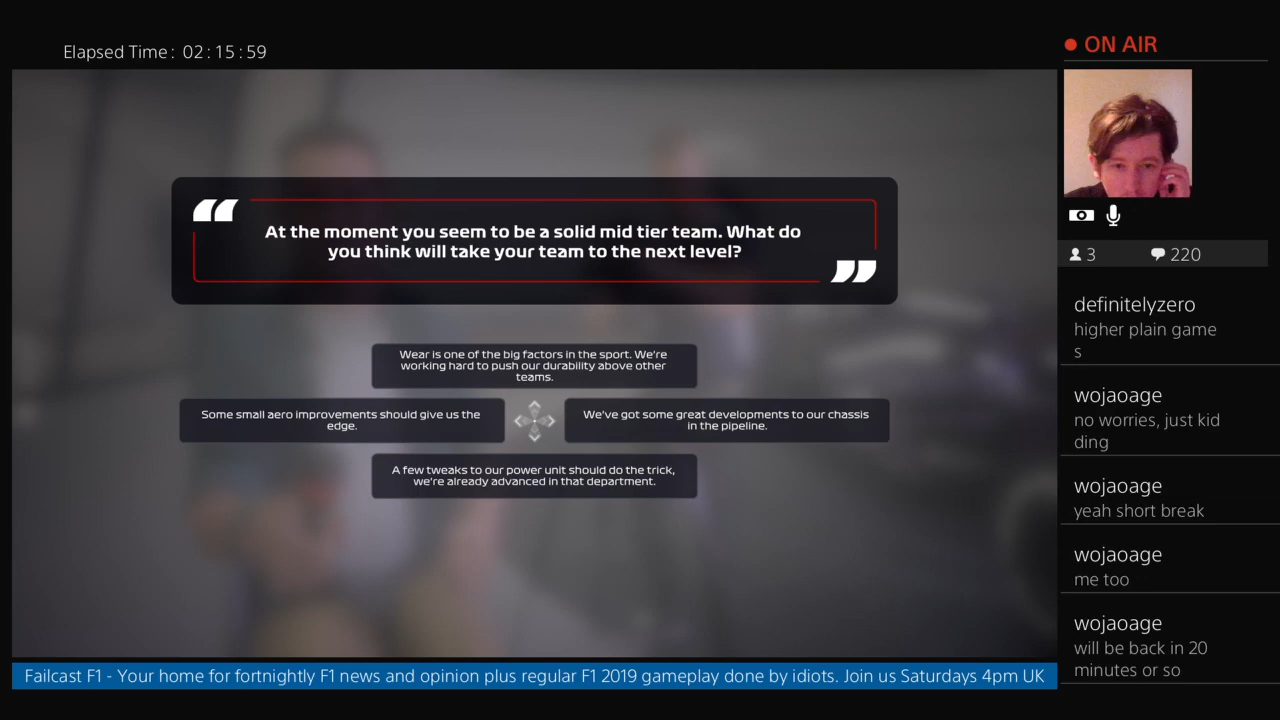 Elapsed Time: 02:15:59
ON AIR
At the moment you seem to be a solid mid tier team. What do
you think will take your team to the next level?
Wear is one of the big factors in the sport. We're
working hard to push our durability above other
teams.
Some small aero improvements should give us the
edge.
We've got some great developments to our chassis
in the pipeline.
A few tweaks to our power unit should do the trick,
we're already advanced in that department.
3
220
definitelyzero
higher plain game
s
wojaoage
no worries, just kid
ding
wojaoage
yeah short break
wojaoage
me too
wojaoage
will be back in 20
minutes or so
Failcast F1 - Your home for fortnightly F1 news and opinion plus regular F1 2019 gameplay done by idiots. Join us Saturdays 4pm UK